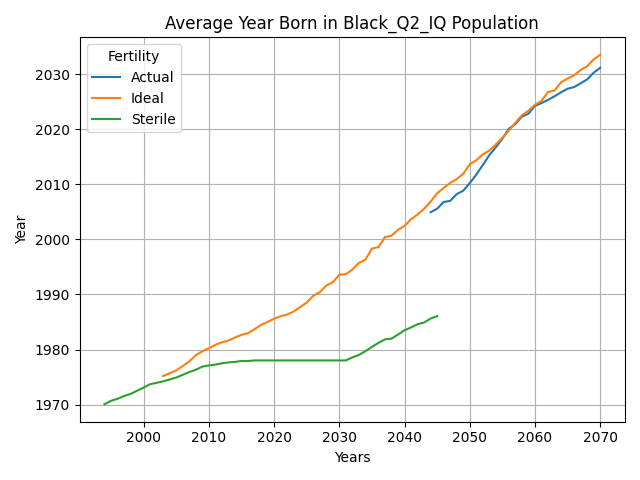 Average Year Born in Black_Q2_IQ Population
Fertility
Actual
Ideal
Sterile
Year
2030
2020
2010
2000
1990
1980
1970
2000 2010 2020 2030 2040 2050 2060 2070
Years